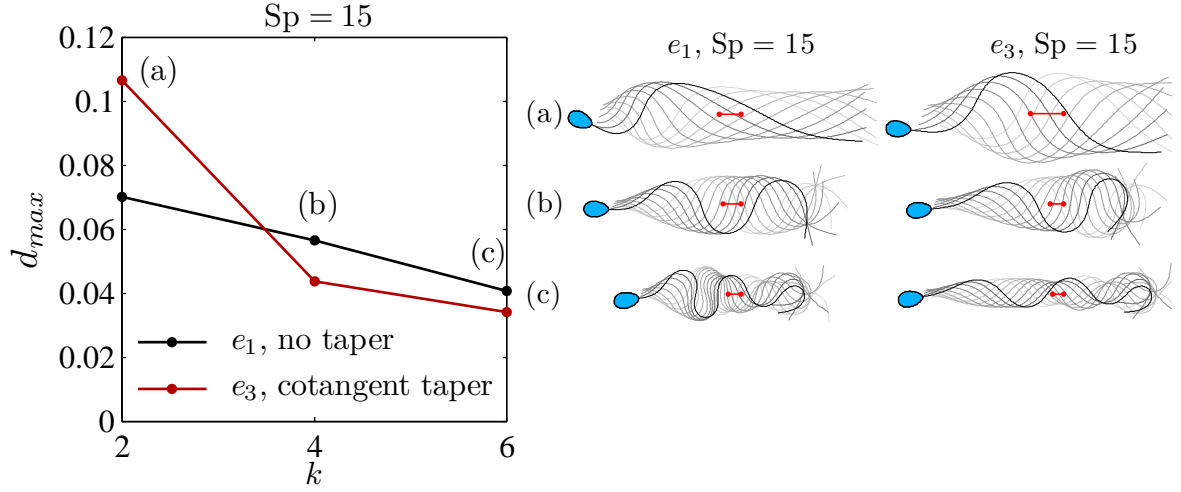 Sp = 15
0.12
0.1
0.08
0.06
0.04
0.02
0
d_max
2
4
6
k
(a)
(b)
(c)
e_1, no taper
e_3, cotangent taper
e_1, Sp = 15
e_3, Sp = 15
(a)
(b)
(c)